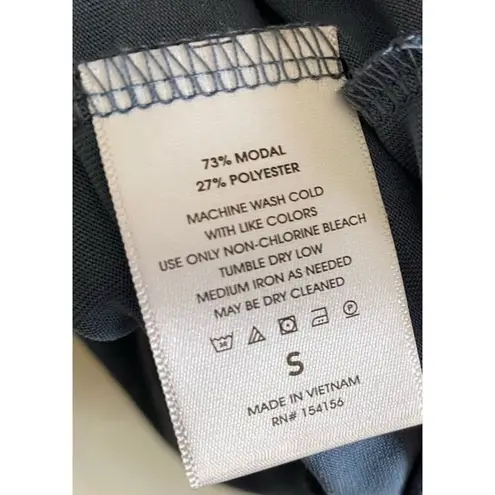 73% MODAL
27% POLYESTER
MACHINE WASH COLD
WITH LIKE COLORS
USE ONLY NON-CHLORINE BLEACH
TUMBLE DRY LOW
MEDIUM IRON AS NEEDED
MAY BE DRY CLEANED
S
MADE IN VIETNAM
RN# 154156